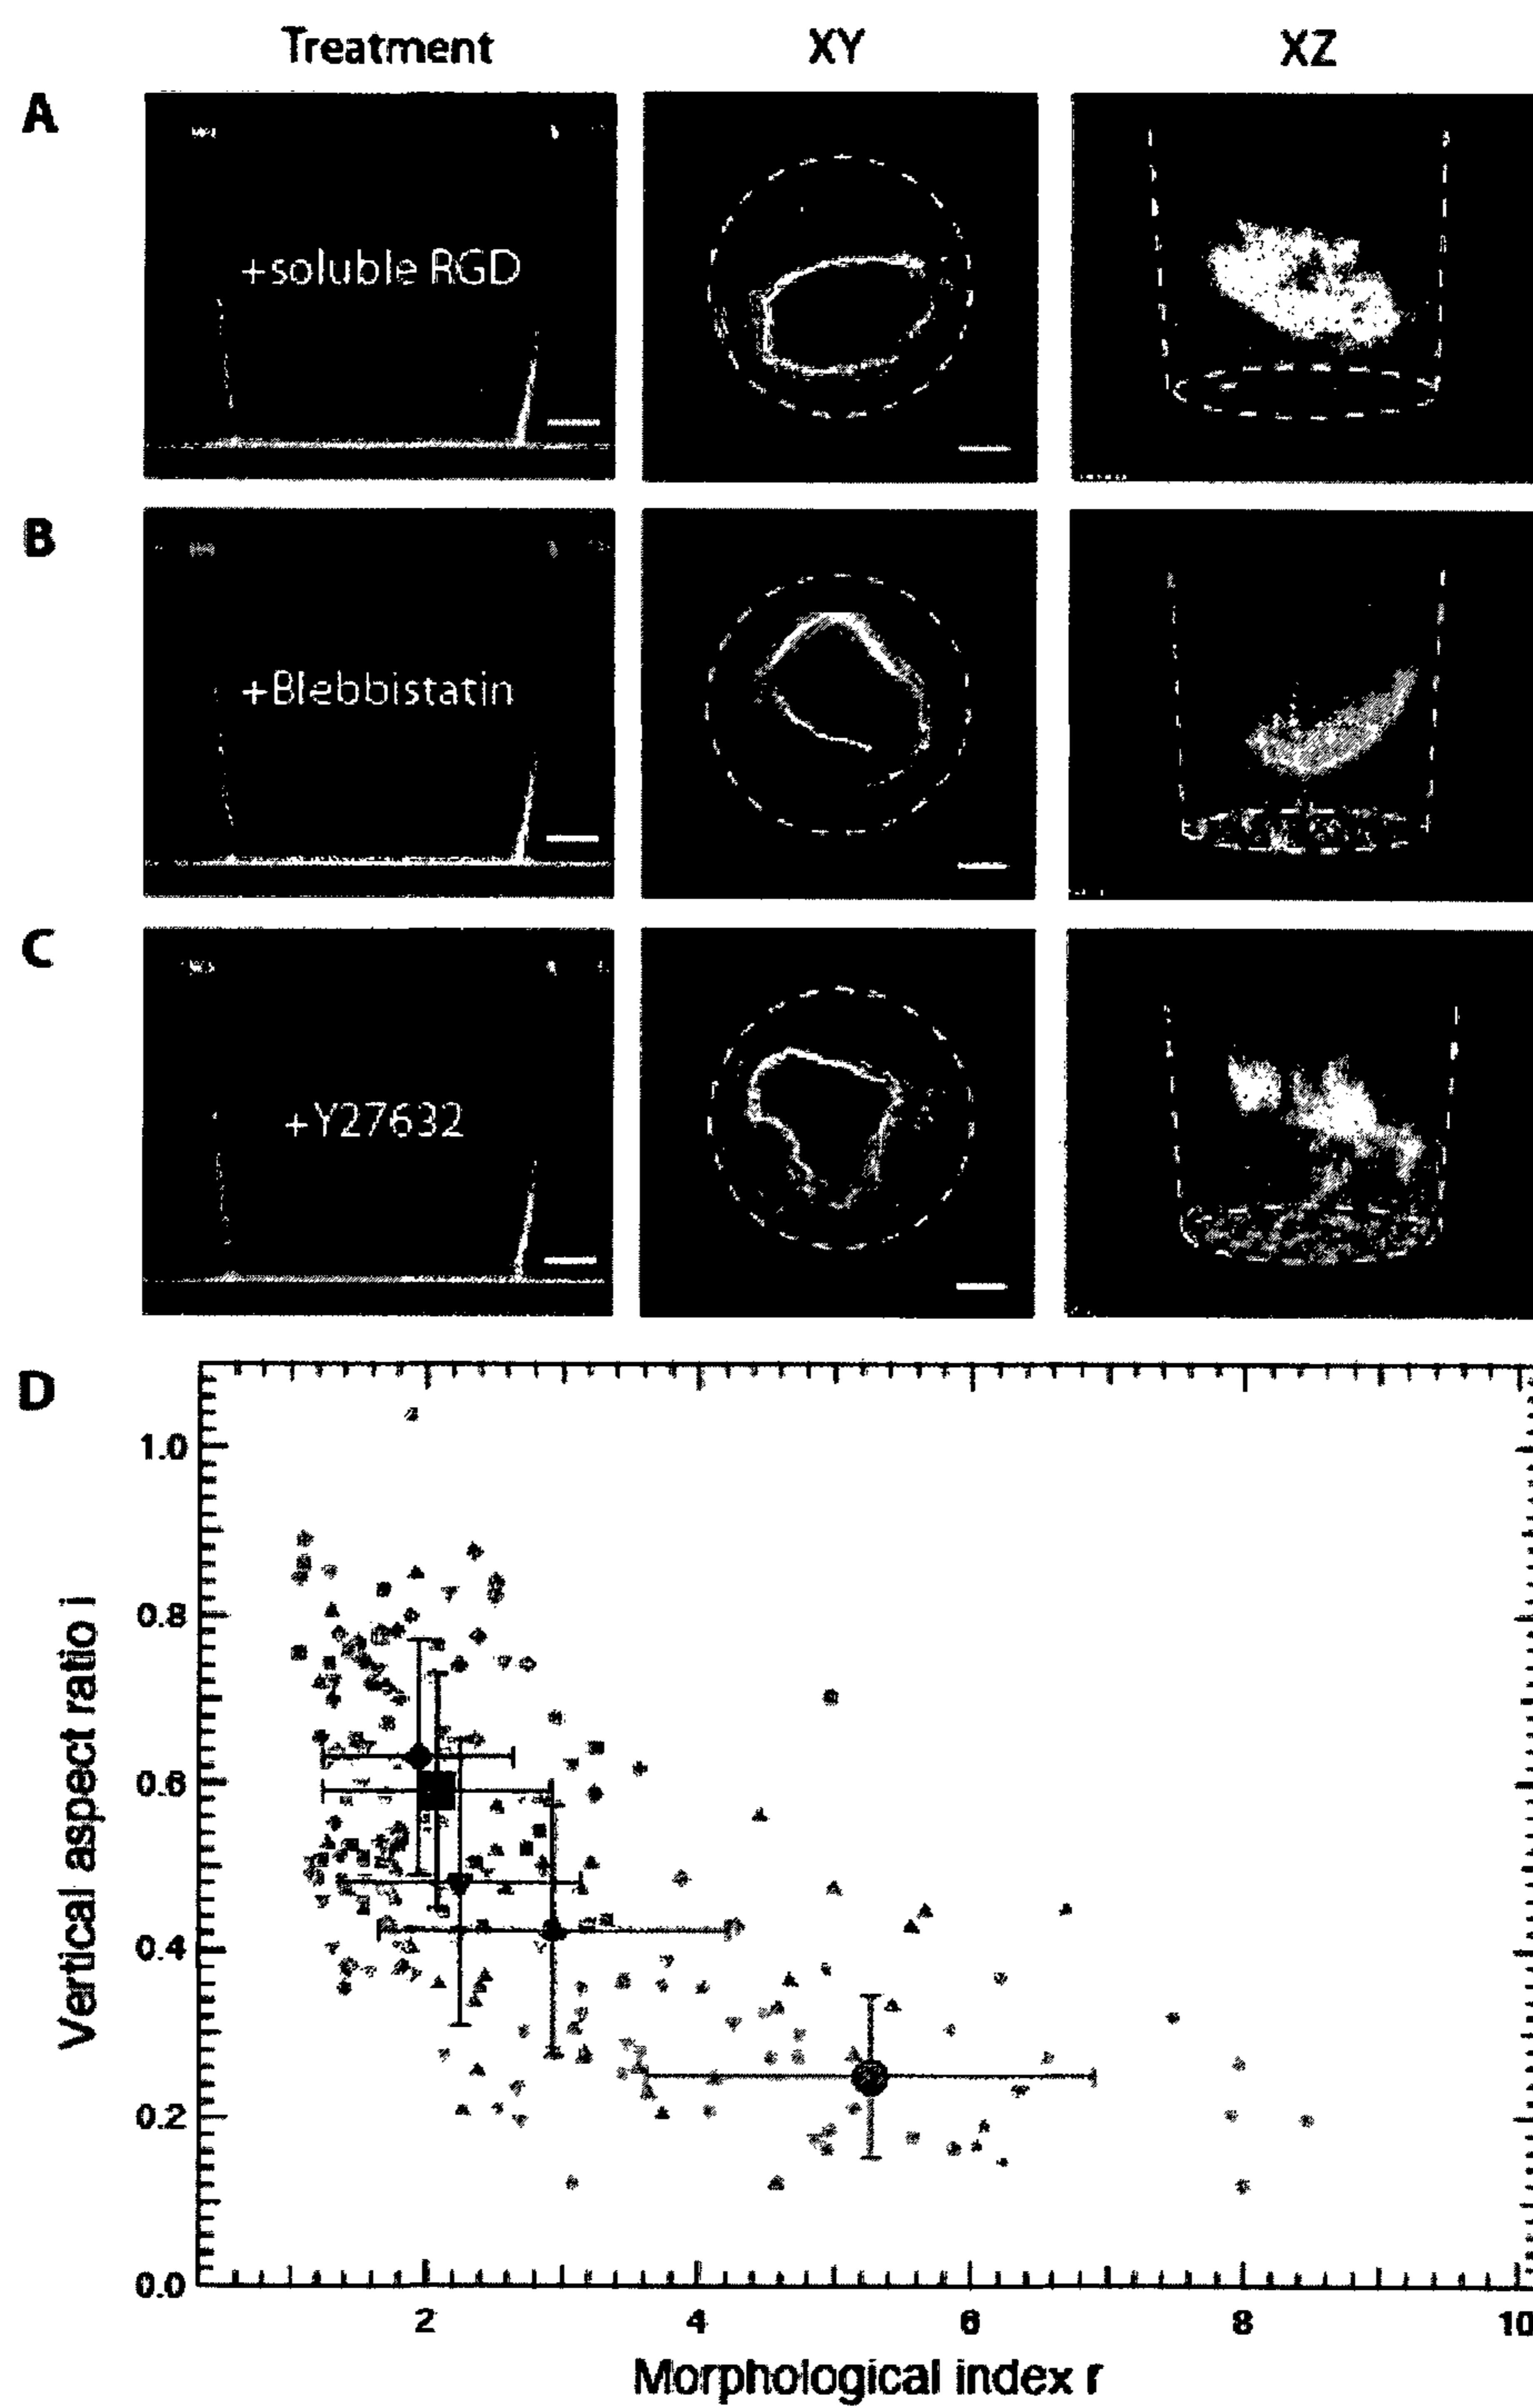 Treatment XY XZ
A
+soluble RGD
B
+Blebbistatin
C
+Y27632
D
1.0
0.8
0.6
0.4
0.2
0.0
Vertical aspect ratio i
2 4 6 8 10
Morphological index r